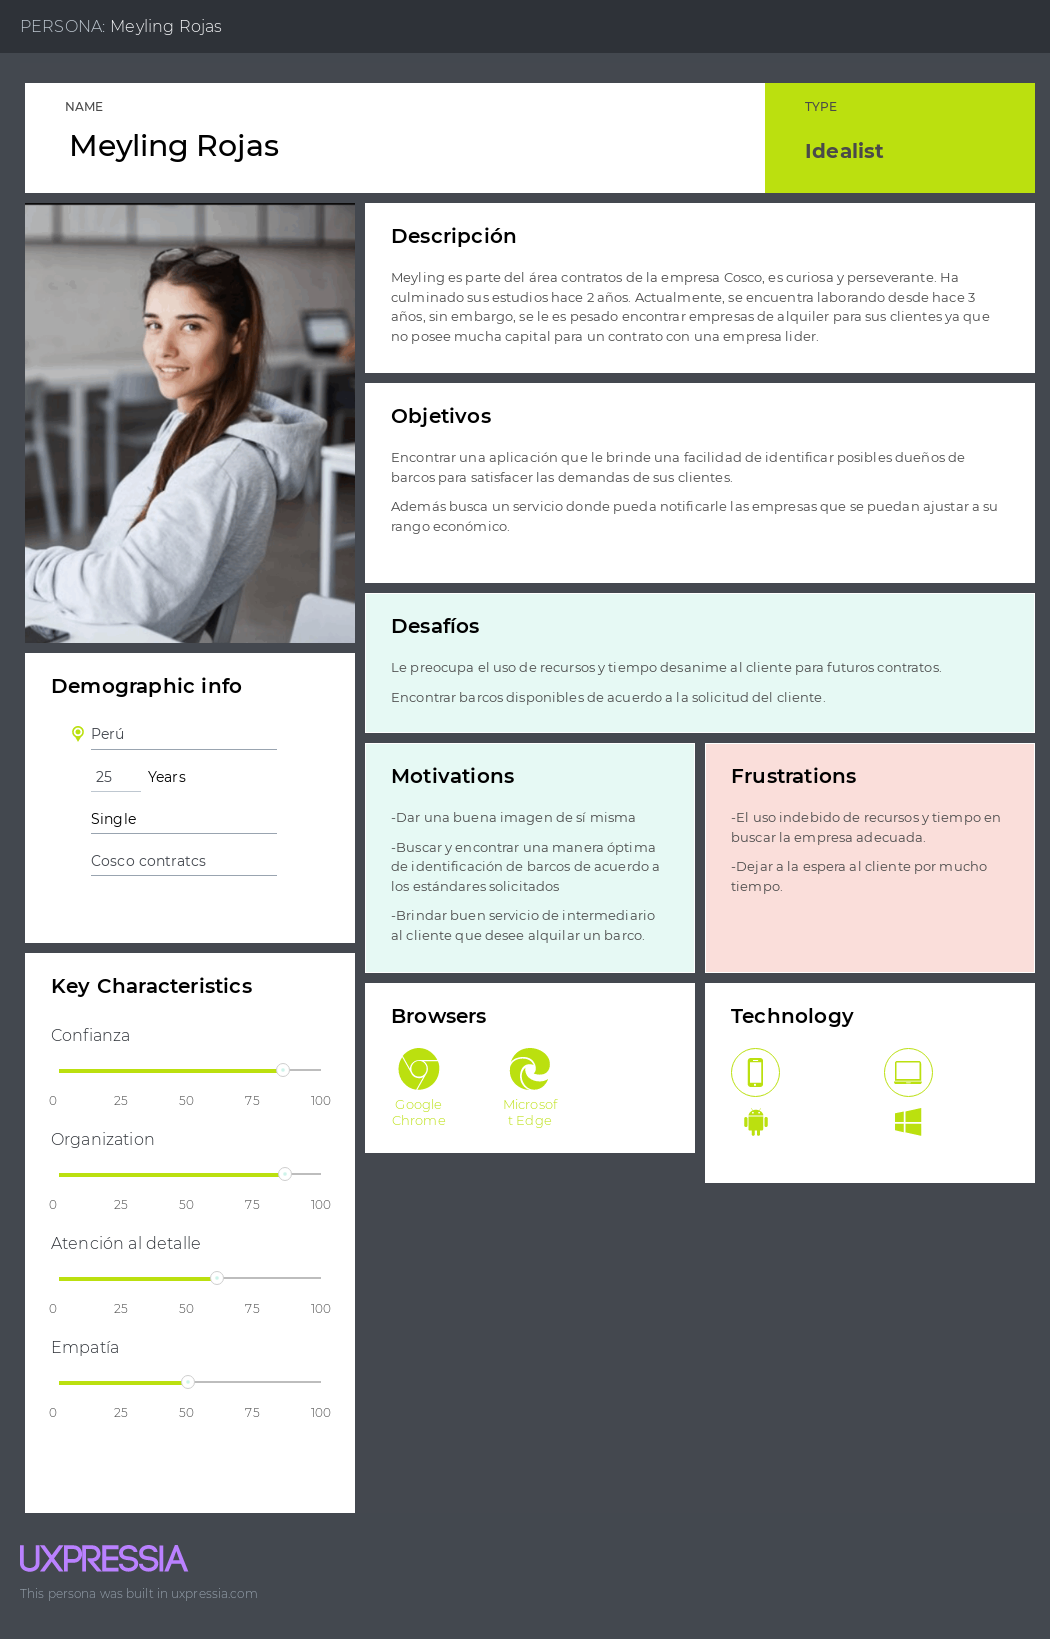 PERSONA: Meyling Rojas
NAME
Meyling Rojas
TYPE
Idealist
Descripción
Meyling es parte del área contratos de la empresa Cosco, es curiosa y perseverante. Ha
culminado sus estudios hace 2 años. Actualmente, se encuentra laborando desde hace 3
años, sin embargo, se le es pesado encontrar empresas de alquiler para sus clientes ya que
no posee mucha capital para un contrato con una empresa lider.
Objetivos
Encontrar una aplicación que le brinde una facilidad de identificar posibles dueños de
barcos para satisfacer las demandas de sus clientes.
Además busca un servicio donde pueda notificarle las empresas que se puedan ajustar a su
rango económico.
Desafíos
Le preocupa el uso de recursos y tiempo desanime al cliente para futuros contratos.
Encontrar barcos disponibles de acuerdo a la solicitud del cliente.
Demographic info
Perú
25 Years
Single
Cosco contratcs
Motivations
-Dar una buena imagen de sí misma
-Buscar y encontrar una manera óptima
de identificación de barcos de acuerdo a
los estándares solicitados
-Brindar buen servicio de intermediario
al cliente que desee alquilar un barco.
Frustrations
-El uso indebido de recursos y tiempo en
buscar la empresa adecuada.
-Dejar a la espera al cliente por mucho
tiempo.
Key Characteristics
Confianza
0 25 50 75 100
Organization
0 25 50 75 100
Atención al detalle
0 25 50 75 100
Empatía
0 25 50 75 100
Browsers
Google
Chrome
Microsof
t Edge
Technology
UXPRESSIA
This persona was built in uxpressia.com